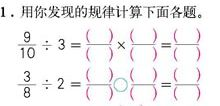 1．用你发现的规律计算下面各题。
9/10 ÷ 3 = ( )/( ) × ( )/( ) = ( )/( )
3/8 ÷ 2 = ( )/( ) ○ ( )/( ) = ( )/( )